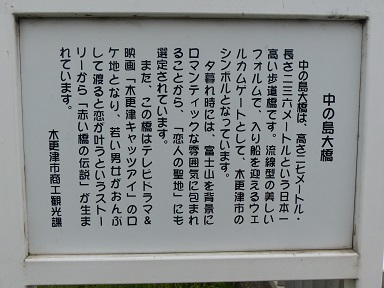 中の島大橋
中の島大橋は、高さ二七メートル・
長さ二三六メートルという日本一
高い歩道橋です。流線型の美しい
フォルムで、入り船を迎えるウエ
ルカムゲートとして、木更津市の
シンボルとなっています。
夕暮れ時には、富士山を背景に
ロマンティックな雰囲気に包まれ
ることから、「恋人の聖地」にも
選定されています。
また、この橋はテレビドラマ&
映画「木更津キャッツアイ」のロ
ケ地となり、若い男女がおんぶ
して渡ると恋が叶うというストー
リーから「赤い橋の伝説」が生ま
れています。
木更津市商工観光課